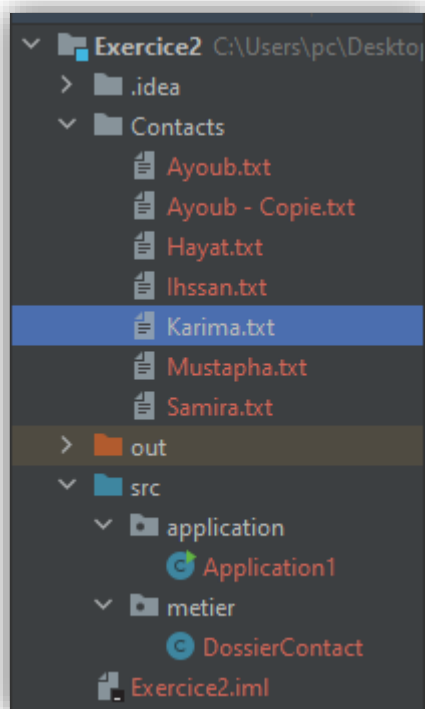 Exercice2 C:\Users\pc\Deskto
.idea
Contacts
Ayoub.txt
Ayoub - Copie.txt
Hayat.txt
Ihssan.txt
Karima.txt
Mustapha.txt
Samira.txt
out
src
application
Application1
metier
DossierContact
Exercice2.iml